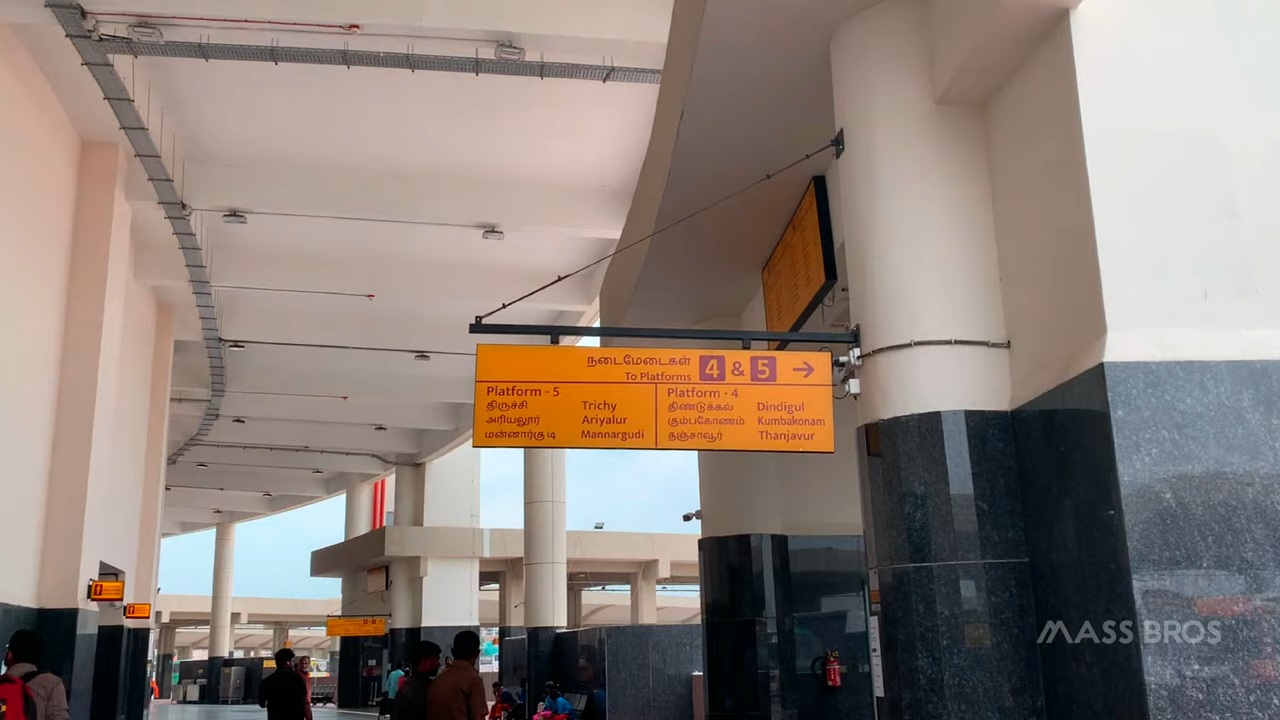 நடைமேடைகள் 4 & 5 →
To Platforms
Platform - 5
திருச்சி Trichy
அரியலூர் Ariyalur
மன்னார்குடி Mannargudi
Platform - 4
திண்டுக்கல் Dindigul
கும்பகோணம் Kumbakonam
தஞ்சாவூர் Thanjavur
MASS BROS